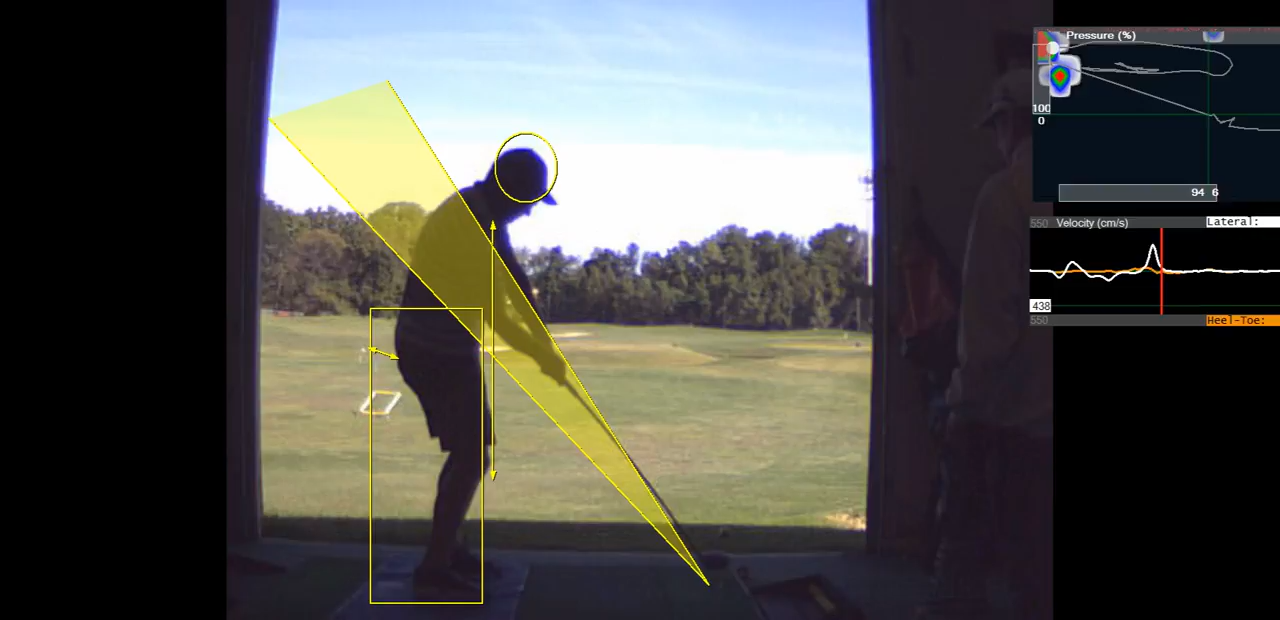 Pressure (%)
100
0
94 6
550 Velocity (cm/s) Lateral:
438
550 Heel-Toe: